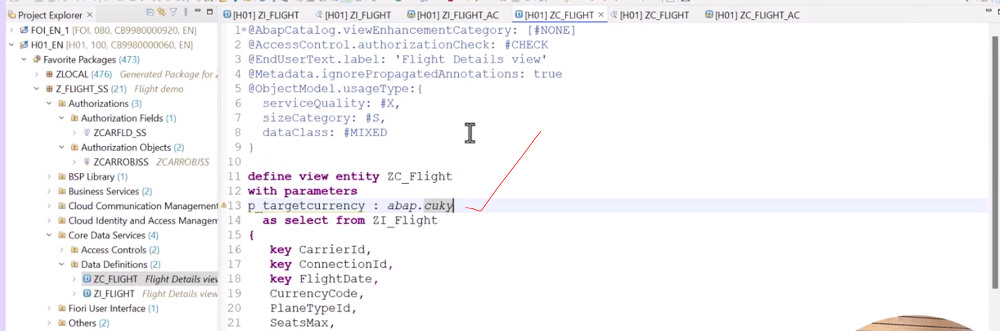 Project Explorer
[H01] ZI_FLIGHT
[H01] ZI_FLIGHT
[H01] ZI_FLIGHT_AC
[H01] ZC_FLIGHT
[H01] ZC_FLIGHT
[H01] ZC_FLIGHT_AC
FOI_EN_1 [FOI, 080, CB9980000920, EN]
H01_EN [H01, 100, CB9980000060, EN]
Favorite Packages (473)
ZLOCAL (476) Generated Package for
Z_FLIGHT_SS (21) Flight demo
Authorizations (3)
Authorization Fields (1)
ZCARFLD_SS
Authorization Objects (2)
ZCARROBJSS ZCARROBJSS
BSP Library (1)
Business Services (2)
Cloud Communication Management
Cloud Identity and Access Managem
Core Data Services (4)
Access Controls (2)
Data Definitions (2)
ZC_FLIGHT Flight Details view
ZI_FLIGHT Flight Details view
Fiori User Interface (1)
Others (2)
1 @AbapCatalog.viewEnhancementCategory: [#NONE]
2 @AccessControl.authorizationCheck: #CHECK
3 @EndUserText.label: 'Flight Details view'
4 @Metadata.ignorePropagatedAnnotations: true
5 @ObjectModel.usageType:{
6 serviceQuality: #X,
7 sizeCategory: #S,
8 dataClass: #MIXED
9 }
10
11 define view entity ZC_Flight
12 with parameters
13 p_targetcurrency : abap.cuky
14 as select from ZI_Flight
15 {
16 key CarrierId,
17 key ConnectionId,
18 key FlightDate,
19 CurrencyCode,
20 PlaneTypeId,
21 SeatsMax,